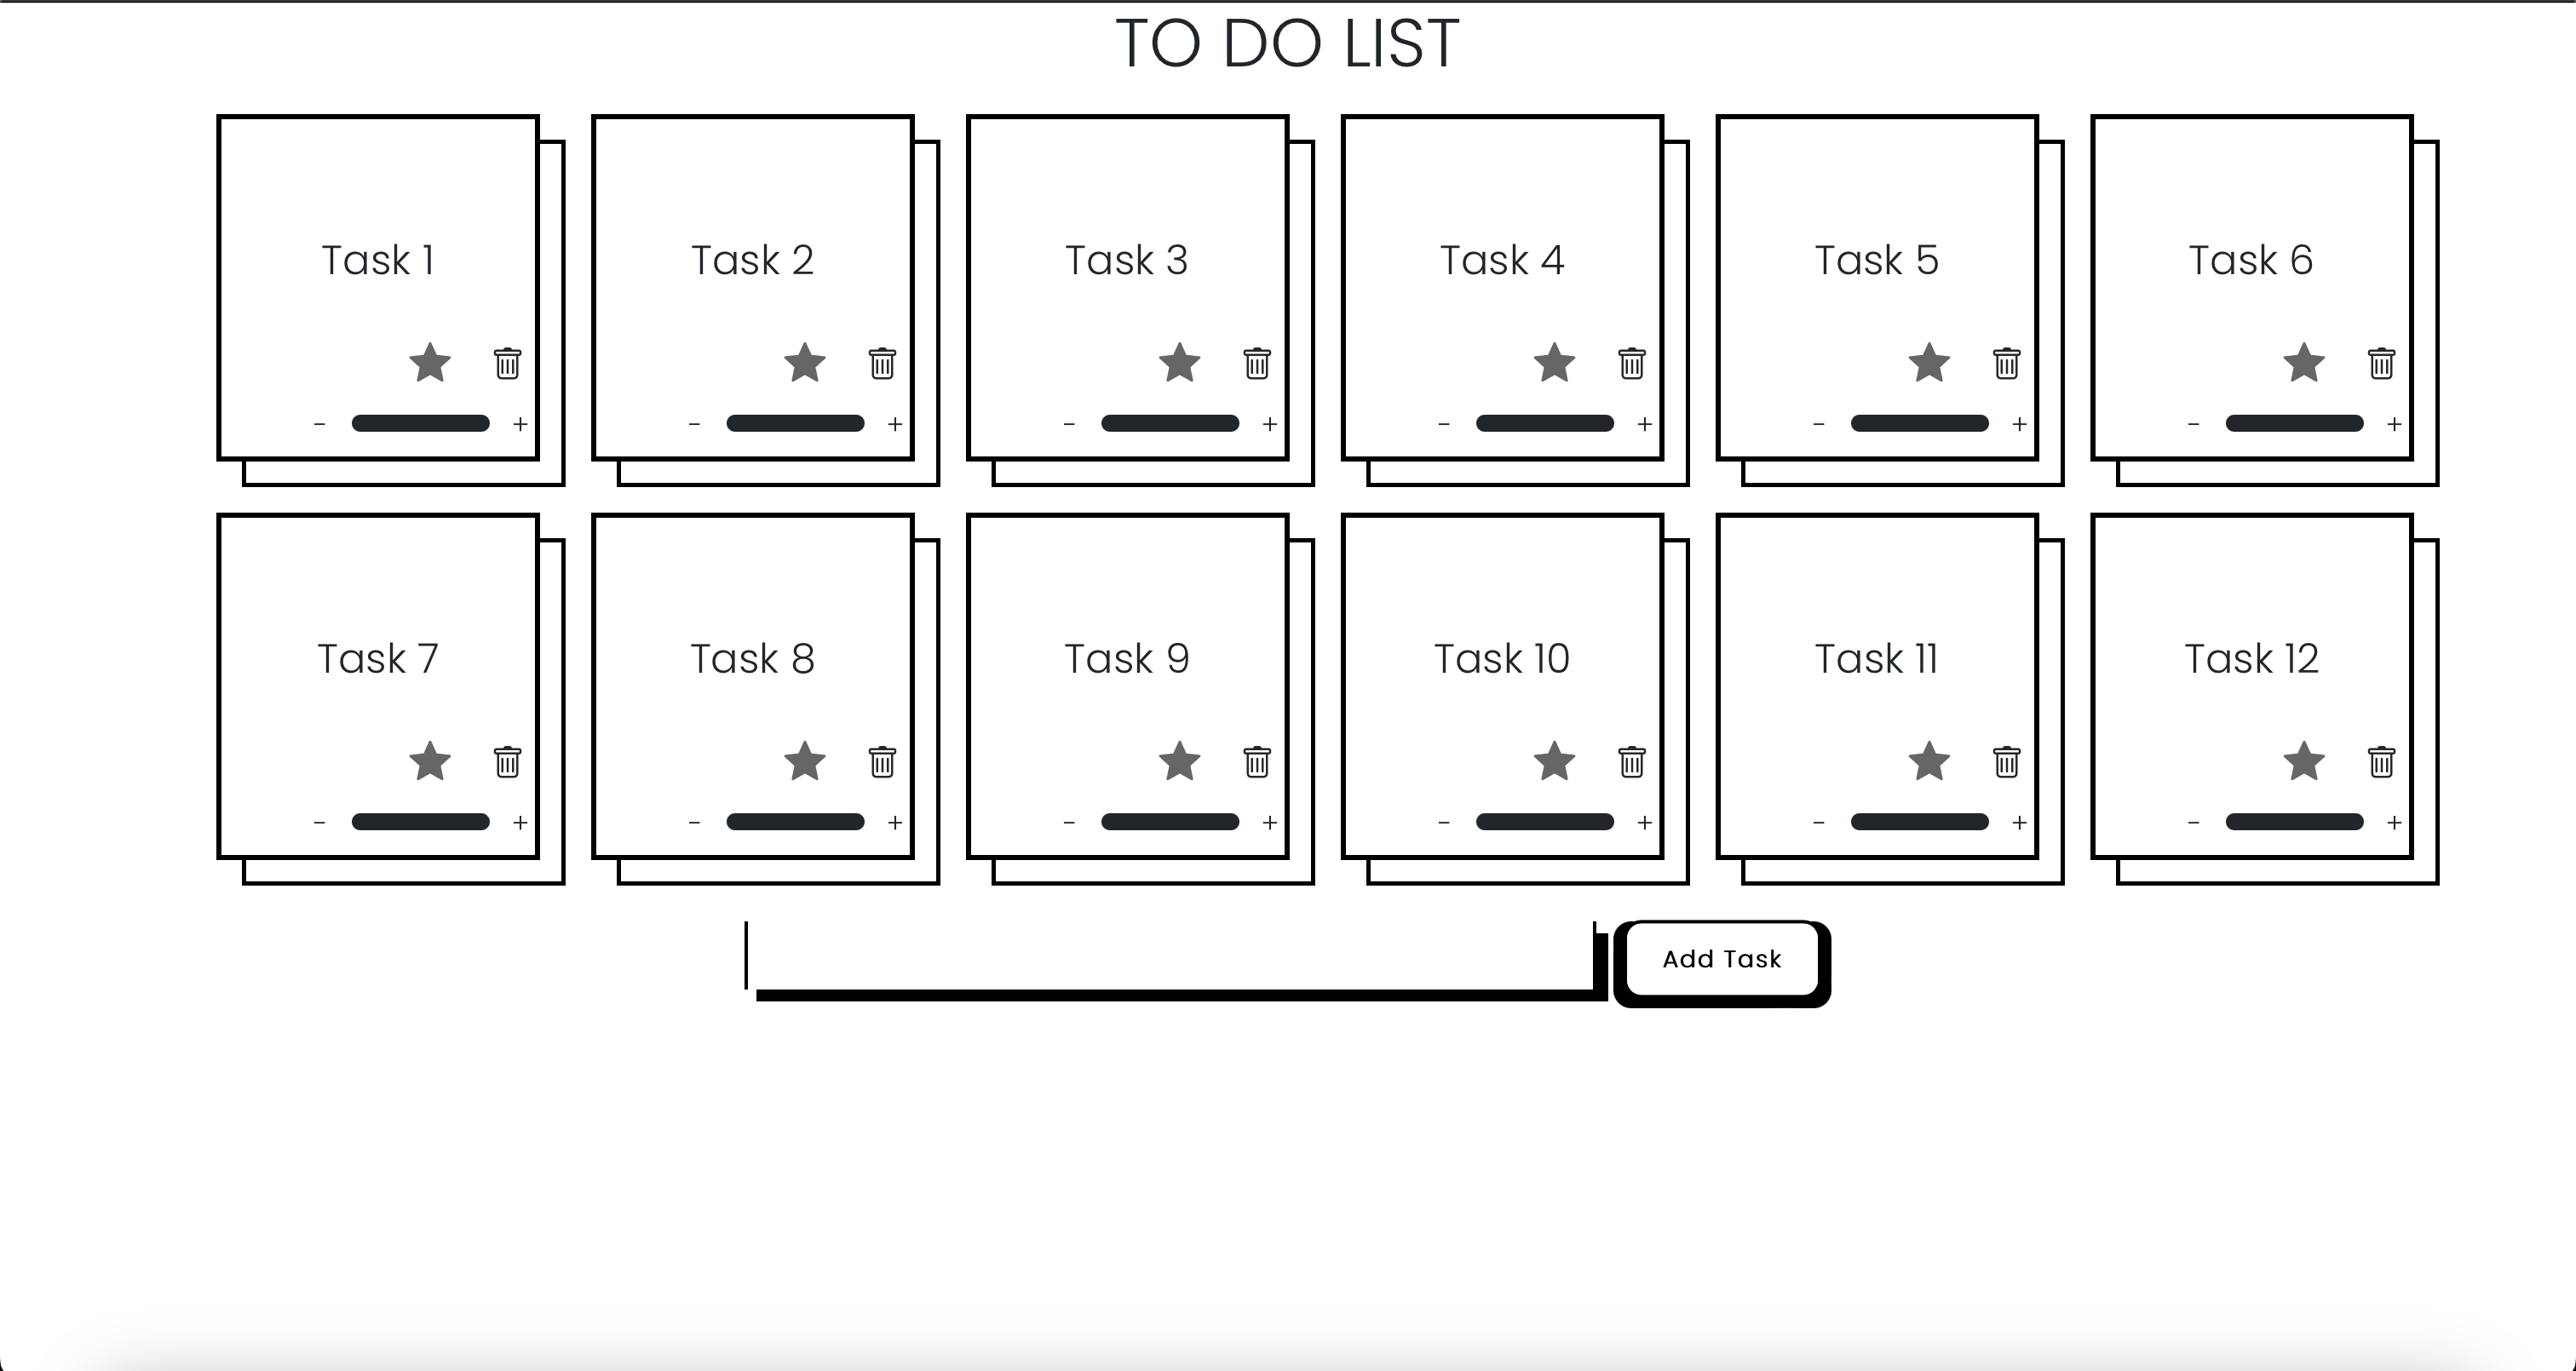 TO DO LIST
Task 1 Task 2 Task 3 Task 4 Task 5 Task 6
- + - + - + - + - + - +
Task 7 Task 8 Task 9 Task 10 Task 11 Task 12
- + - + - + - + - + - +
Add Task